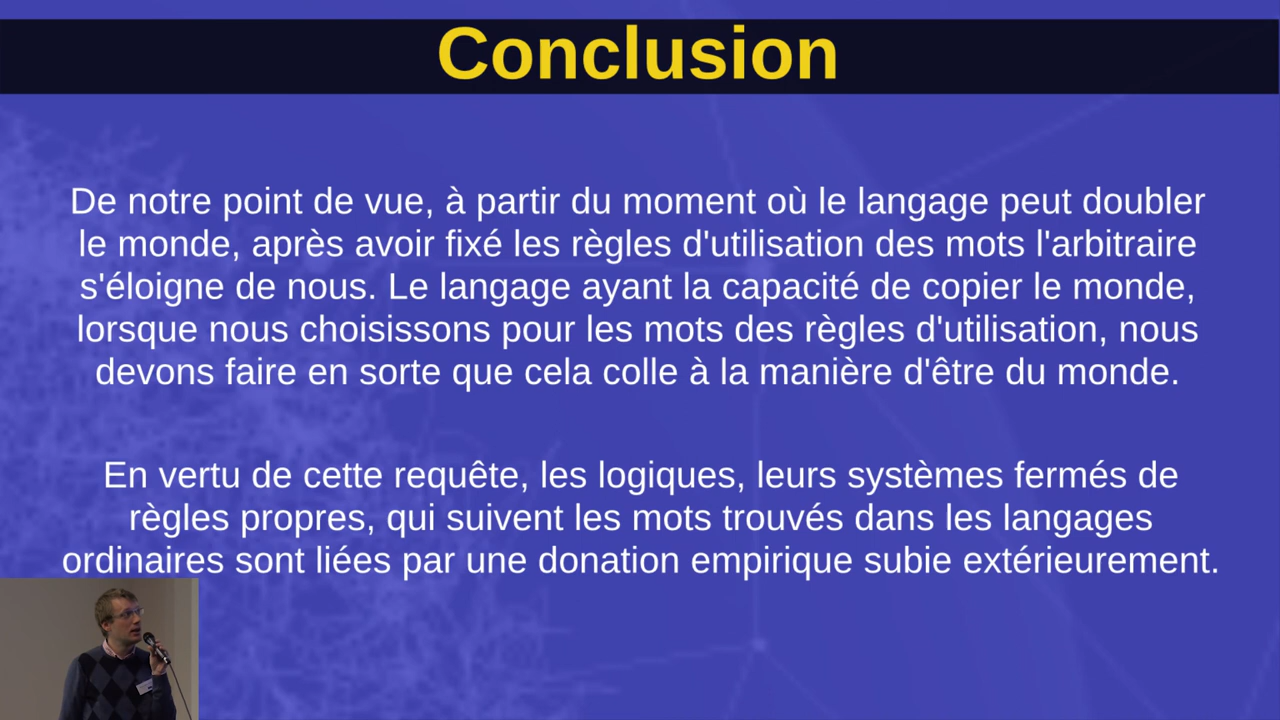 Conclusion
De notre point de vue, à partir du moment où le langage peut doubler
le monde, après avoir fixé les règles d'utilisation des mots l'arbitraire
s'éloigne de nous. Le langage ayant la capacité de copier le monde,
lorsque nous choisissons pour les mots des règles d'utilisation, nous
devons faire en sorte que cela colle à la manière d'être du monde.
En vertu de cette requête, les logiques, leurs systèmes fermés de
règles propres, qui suivent les mots trouvés dans les langages
ordinaires sont liées par une donation empirique subie extérieurement.